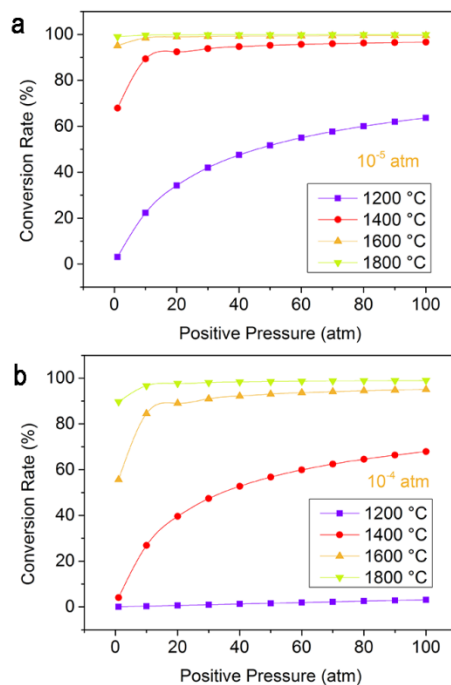 a
100
80
60
40
20
0
Conversion Rate (%)
10⁻⁵ atm
1200 °C
1400 °C
1600 °C
1800 °C
0 20 40 60 80 100
Positive Pressure (atm)
b
100
80
60
40
20
0
Conversion Rate (%)
10⁻⁴ atm
1200 °C
1400 °C
1600 °C
1800 °C
0 20 40 60 80 100
Positive Pressure (atm)